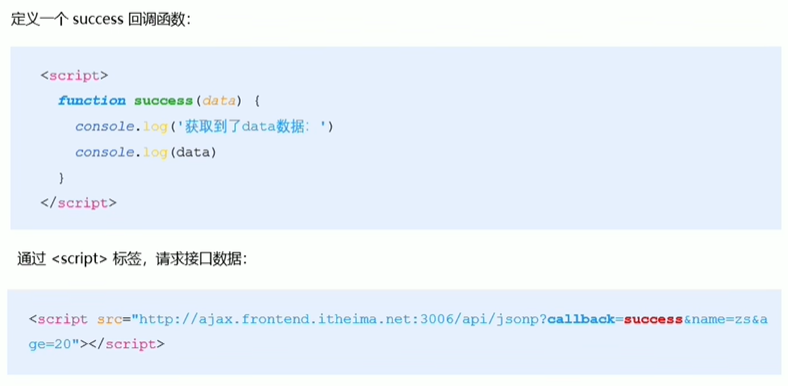 定义一个 success 回调函数：
<script>
function success(data) {
console.log('获取到了data数据：')
console.log(data)
}
</script>
通过 <script> 标签，请求接口数据：
<script src="http://ajax.frontend.itheima.net:3006/api/jsonp?callback=success&name=zs&a
ge=20"></script>